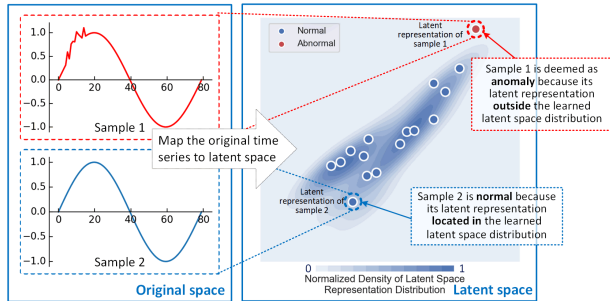 1.0
0.5
0.0
−0.5
−1.0
0 20 40 60 80
Sample 1
1.0
0.5
0.0
−0.5
−1.0
0 20 40 60 80
Sample 2
Original space
Map the original time
series to latent space
Normal
Abnormal
Latent
representation of
sample 1
Sample 1 is deemed as
anomaly because its
latent representation
outside the learned
latent space distribution
Latent
representation of
sample 2
Sample 2 is normal because
its latent representation
located in the learned
latent space distribution
0 1
Normalized Density of Latent Space
Representation Distribution
Latent space